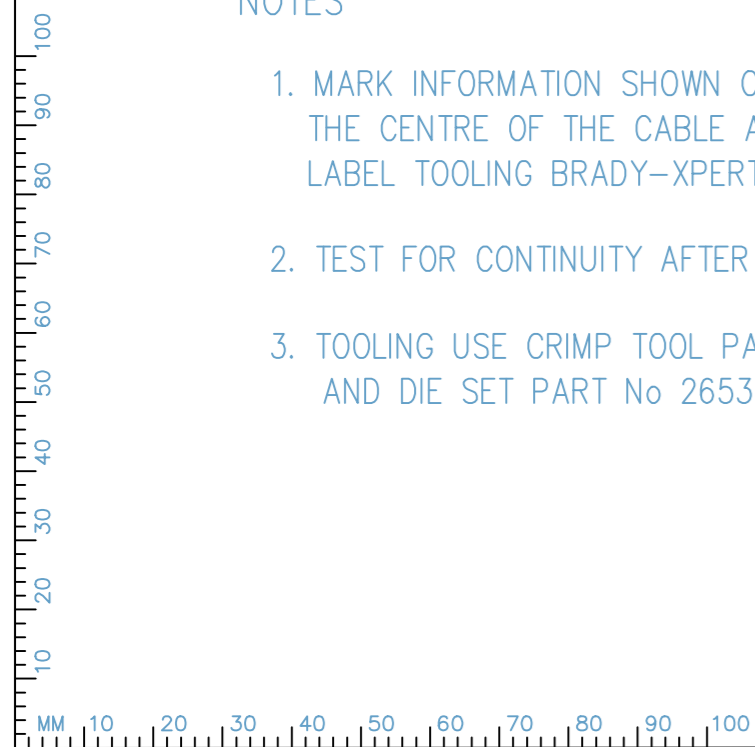 NOTES
1. MARK INFORMATION SHOWN
THE CENTRE OF THE CABLE
LABEL TOOLING BRADY-XPERT
2. TEST FOR CONTINUITY AFTER
3. TOOLING USE CRIMP TOOL
AND DIE SET PART No 2653
100
90
80
70
60
50
40
30
20
10
MM 10 20 30 40 50 60 70 80 90 100